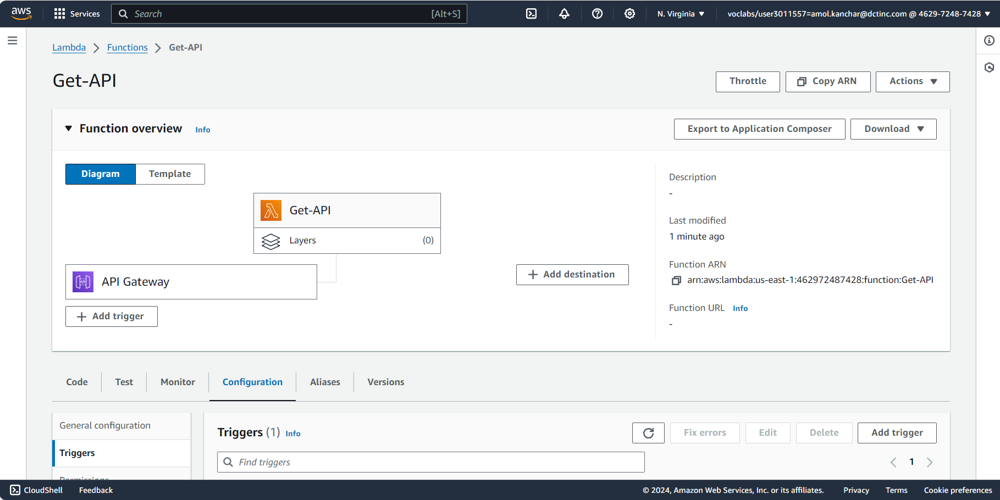 aws Services Search [Alt+S] N. Virginia voclabs/user3011557=amol.kanchar@dctinc.com @ 4629-7248-7428
Lambda Functions Get-API
Get-API Throttle Copy ARN Actions
Function overview Info Export to Application Composer Download
Diagram Template
Description
-
Get-API
Last modified
1 minute ago
Layers (0)
Function ARN
arn:aws:lambda:us-east-1:462972487428:function:Get-API
API Gateway
Add destination
Function URL Info
-
Add trigger
Code Test Monitor Configuration Aliases Versions
General configuration
Triggers
Permissions
Triggers (1) Info Fix errors Edit Delete Add trigger
Find triggers 1
CloudShell Feedback © 2024, Amazon Web Services, Inc. or its affiliates. Privacy Terms Cookie preferences